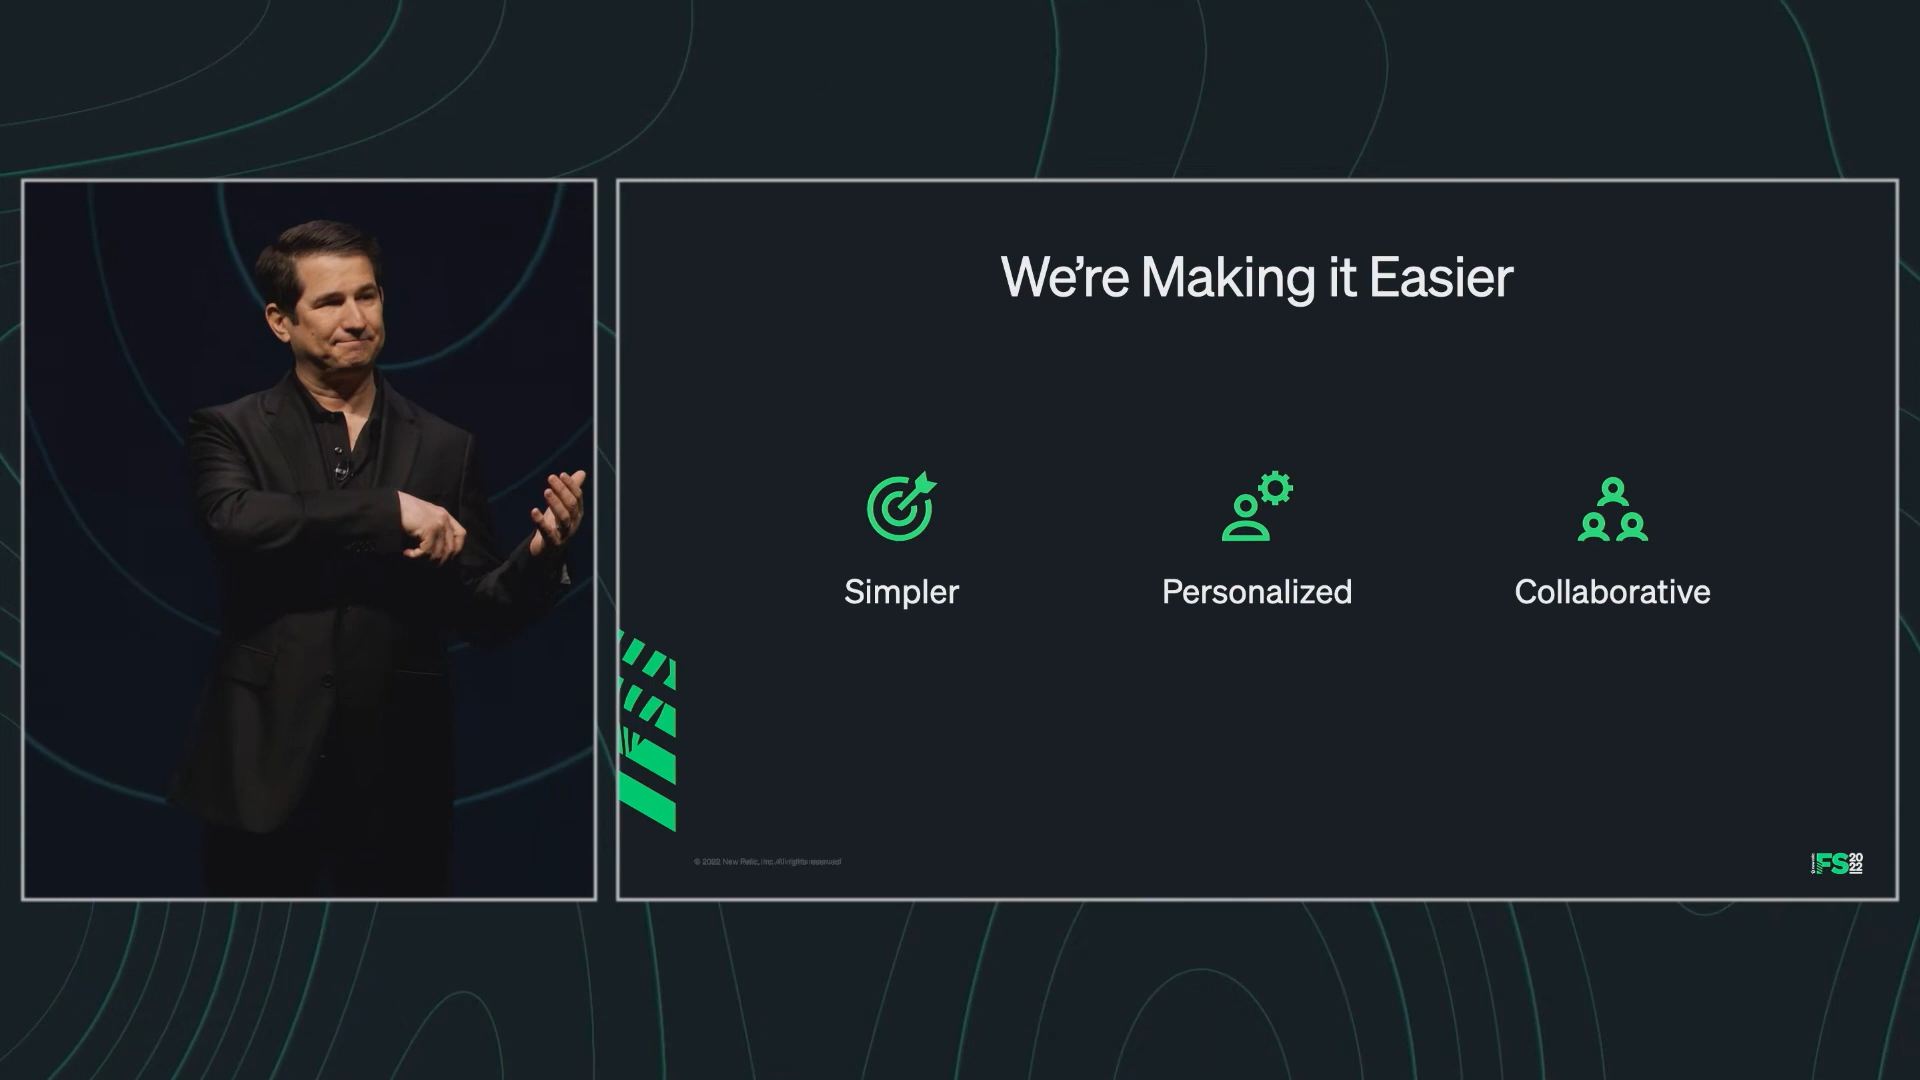 We're Making it Easier
Simpler
Personalized
Collaborative
© 2022 New Relic, Inc. All rights reserved
FS 20
22